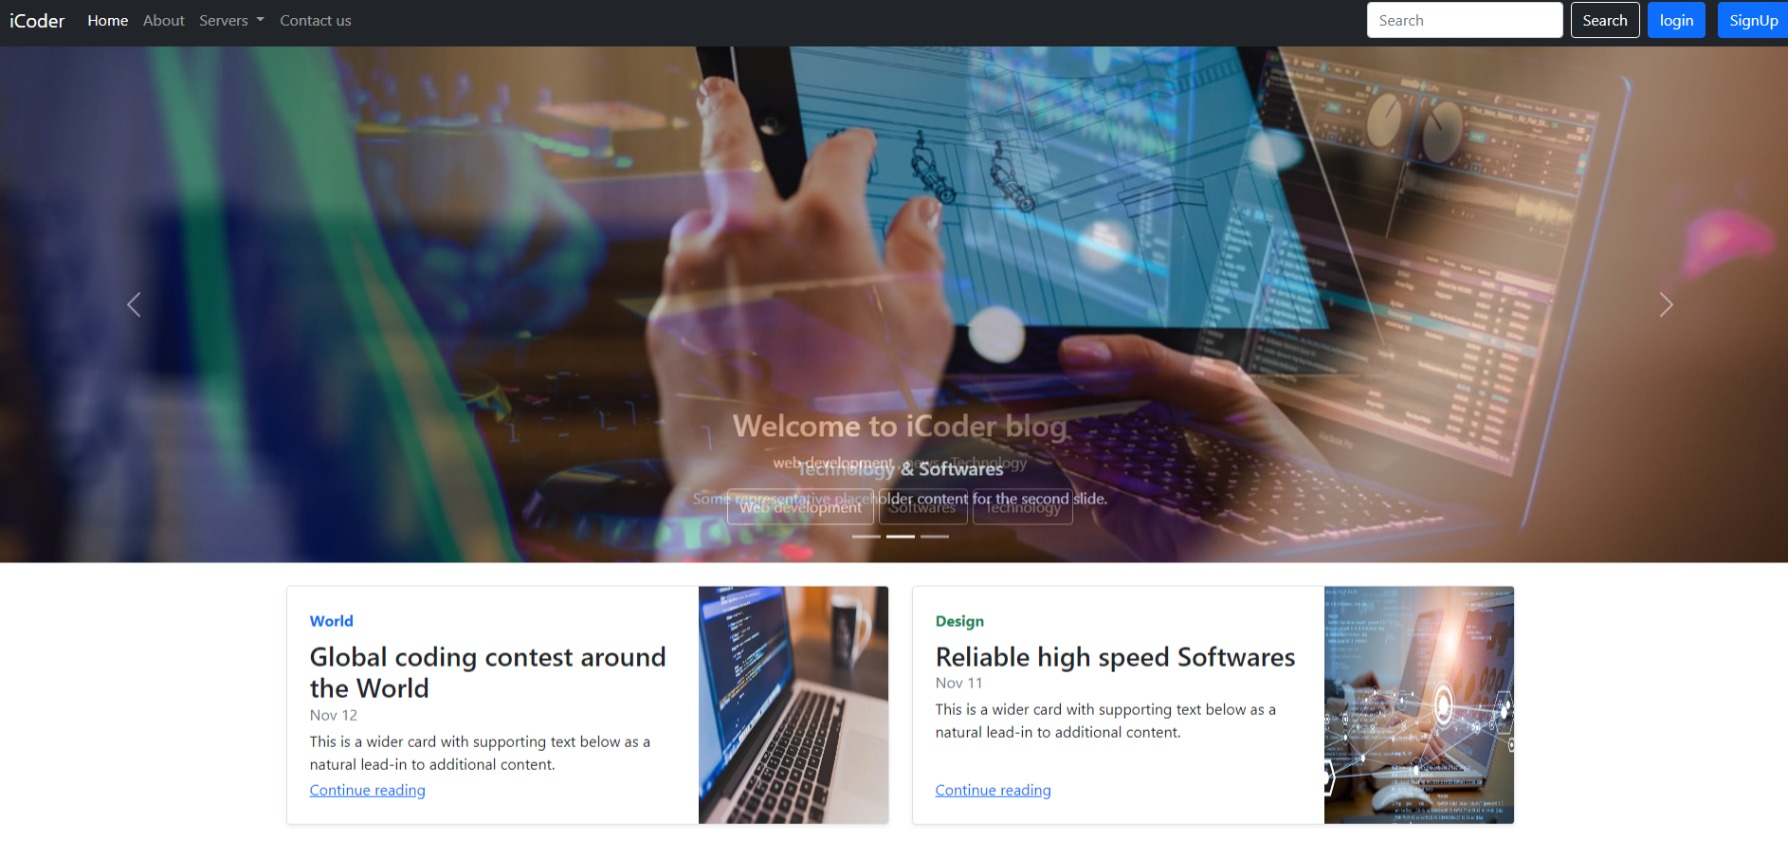 iCoder Home About Servers Contact us Search Search login SignUp
Welcome to iCoder blog
web development , news , Technology
Technology & Softwares
Some representative placeholder content for the second slide.
Web development Softwares Technology
World
Global coding contest around
the World
Nov 12
This is a wider card with supporting text below as a
natural lead-in to additional content.
Continue reading
Design
Reliable high speed Softwares
Nov 11
This is a wider card with supporting text below as a
natural lead-in to additional content.
Continue reading